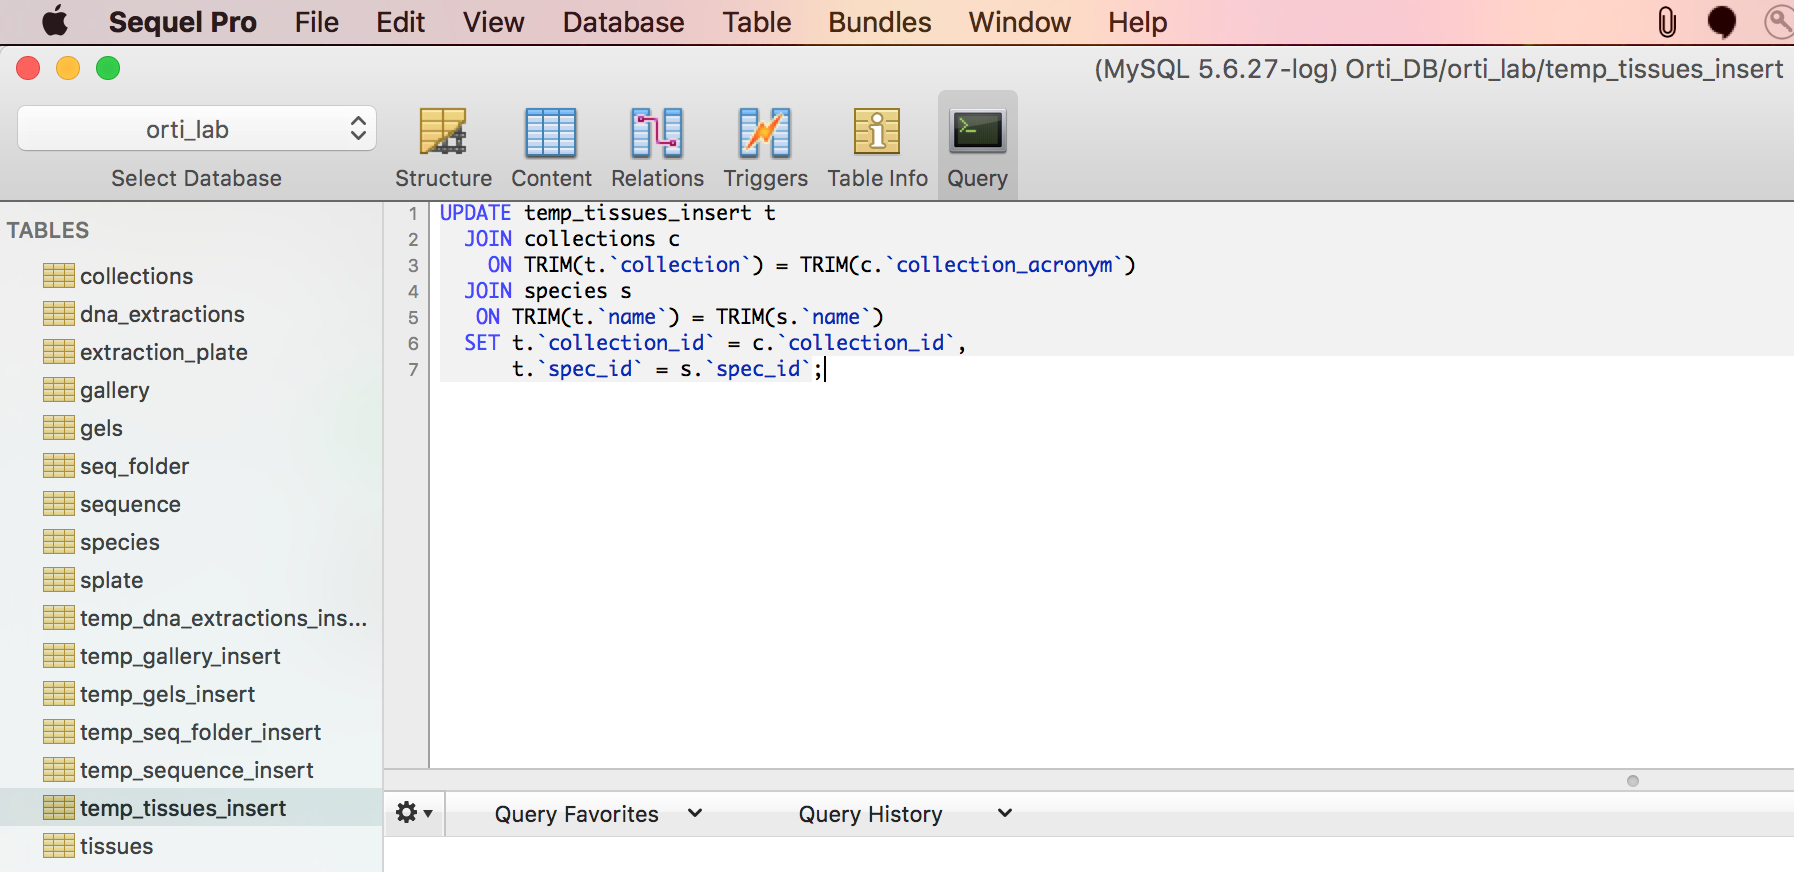 Sequel Pro File Edit View Database Table Bundles Window Help
(MySQL 5.6.27-log) Orti_DB/orti_lab/temp_tissues_insert
orti_lab
Select Database
Structure Content Relations Triggers Table Info Query
TABLES
collections
dna_extractions
extraction_plate
gallery
gels
seq_folder
sequence
species
splate
temp_dna_extractions_ins...
temp_gallery_insert
temp_gels_insert
temp_seq_folder_insert
temp_sequence_insert
temp_tissues_insert
tissues
1 UPDATE temp_tissues_insert t
2 JOIN collections c
3 ON TRIM(t.`collection`) = TRIM(c.`collection_acronym`)
4 JOIN species s
5 ON TRIM(t.`name`) = TRIM(s.`name`)
6 SET t.`collection_id` = c.`collection_id`,
7 t.`spec_id` = s.`spec_id`;
Query Favorites Query History